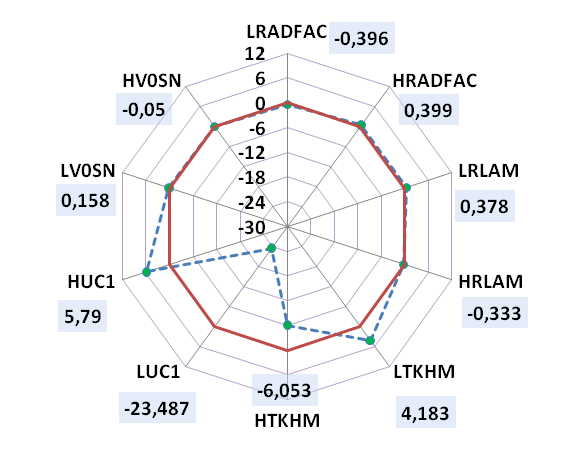 LRADFAC
-0,396
12
HV0SN
6
HRADFAC
-0,05
0
0,399
-6
-12
LV0SN
-18
LRLAM
0,158
-24
0,378
-30
HUC1
HRLAM
5,79
-0,333
LUC1
LTKHM
-6,053
-23,487
HTKHM
4,183